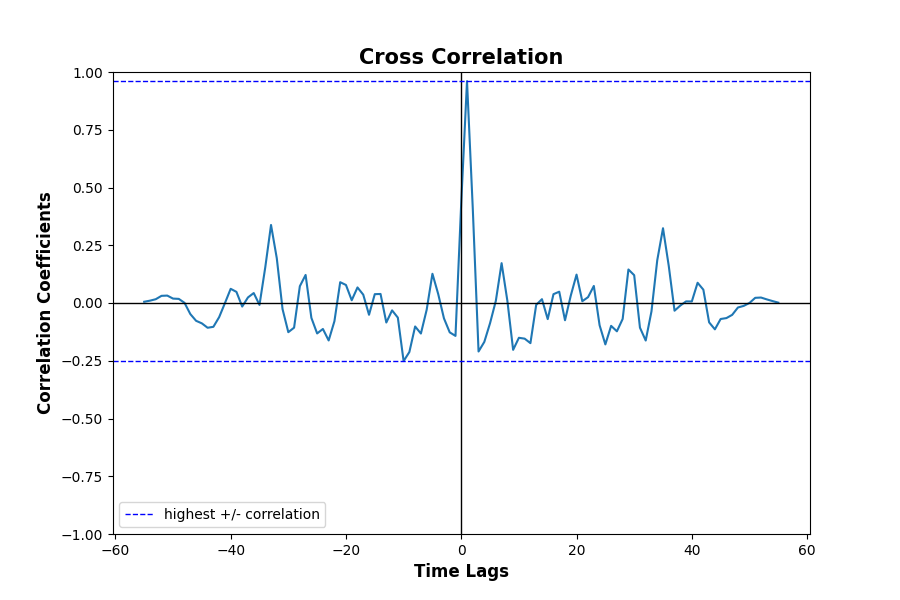 Cross Correlation
1.00
0.75
0.50
0.25
0.00
−0.25
−0.50
−0.75
−1.00
Correlation Coefficients
highest +/- correlation
−60 −40 −20 0 20 40 60
Time Lags